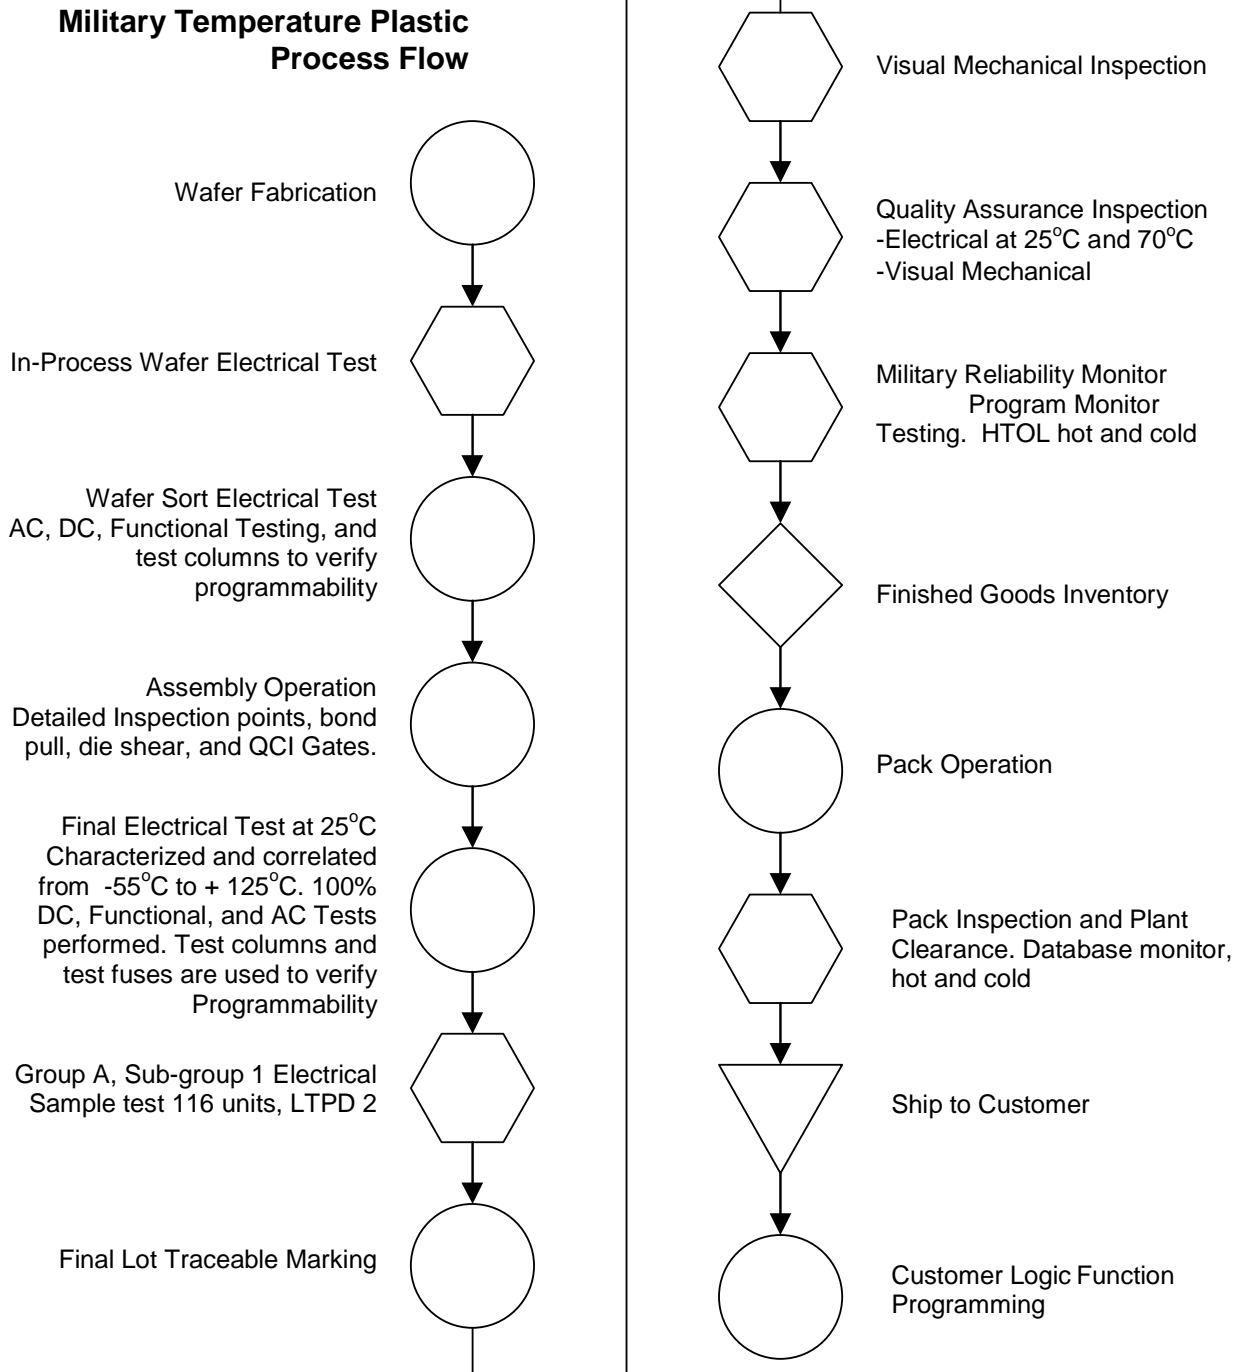 Military Temperature Plastic
Process Flow
Wafer Fabrication
In-Process Wafer Electrical Test
Wafer Sort Electrical Test
AC, DC, Functional Testing, and
test columns to verify
programmability
Assembly Operation
Detailed Inspection points, bond
pull, die shear, and QCI Gates.
Final Electrical Test at 25°C
Characterized and correlated
from -55°C to + 125°C. 100%
DC, Functional, and AC Tests
performed. Test columns and
test fuses are used to verify
Programmability
Group A, Sub-group 1 Electrical
Sample test 116 units, LTPD 2
Final Lot Traceable Marking
Visual Mechanical Inspection
Quality Assurance Inspection
-Electrical at 25°C and 70°C
-Visual Mechanical
Military Reliability Monitor
Program Monitor
Testing. HTOL hot and cold
Finished Goods Inventory
Pack Operation
Pack Inspection and Plant
Clearance. Database monitor,
hot and cold
Ship to Customer
Customer Logic Function
Programming